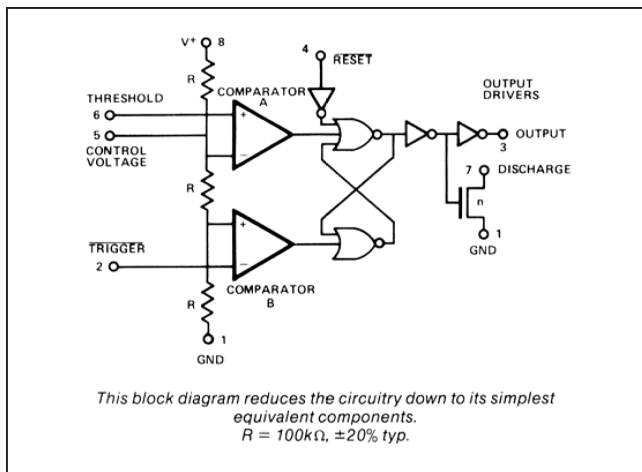 V+ 8
4
RESET
R
COMPARATOR
A
OUTPUT
DRIVERS
THRESHOLD
6
5
CONTROL
VOLTAGE
+
−
OUTPUT
3
7 DISCHARGE
n
R
1
GND
TRIGGER
2
+
−
COMPARATOR
B
R
1
GND
This block diagram reduces the circuitry down to its simplest
equivalent components.
R = 100kΩ, ±20% typ.